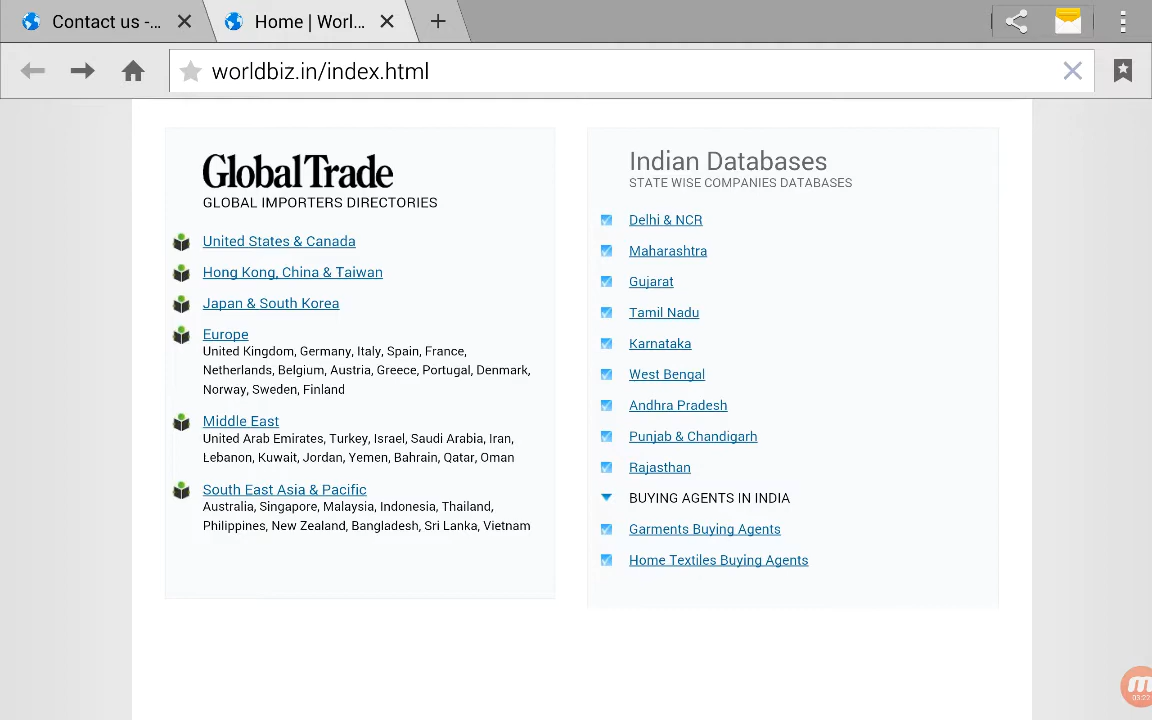 Contact us -...
Home | Worl...
worldbiz.in/index.html
Global Trade
GLOBAL IMPORTERS DIRECTORIES
United States & Canada
Hong Kong, China & Taiwan
Japan & South Korea
Europe
United Kingdom, Germany, Italy, Spain, France,
Netherlands, Belgium, Austria, Greece, Portugal, Denmark,
Norway, Sweden, Finland
Middle East
United Arab Emirates, Turkey, Israel, Saudi Arabia, Iran,
Lebanon, Kuwait, Jordan, Yemen, Bahrain, Qatar, Oman
South East Asia & Pacific
Australia, Singapore, Malaysia, Indonesia, Thailand,
Philippines, New Zealand, Bangladesh, Sri Lanka, Vietnam
Indian Databases
STATE WISE COMPANIES DATABASES
Delhi & NCR
Maharashtra
Gujarat
Tamil Nadu
Karnataka
West Bengal
Andhra Pradesh
Punjab & Chandigarh
Rajasthan
BUYING AGENTS IN INDIA
Garments Buying Agents
Home Textiles Buying Agents